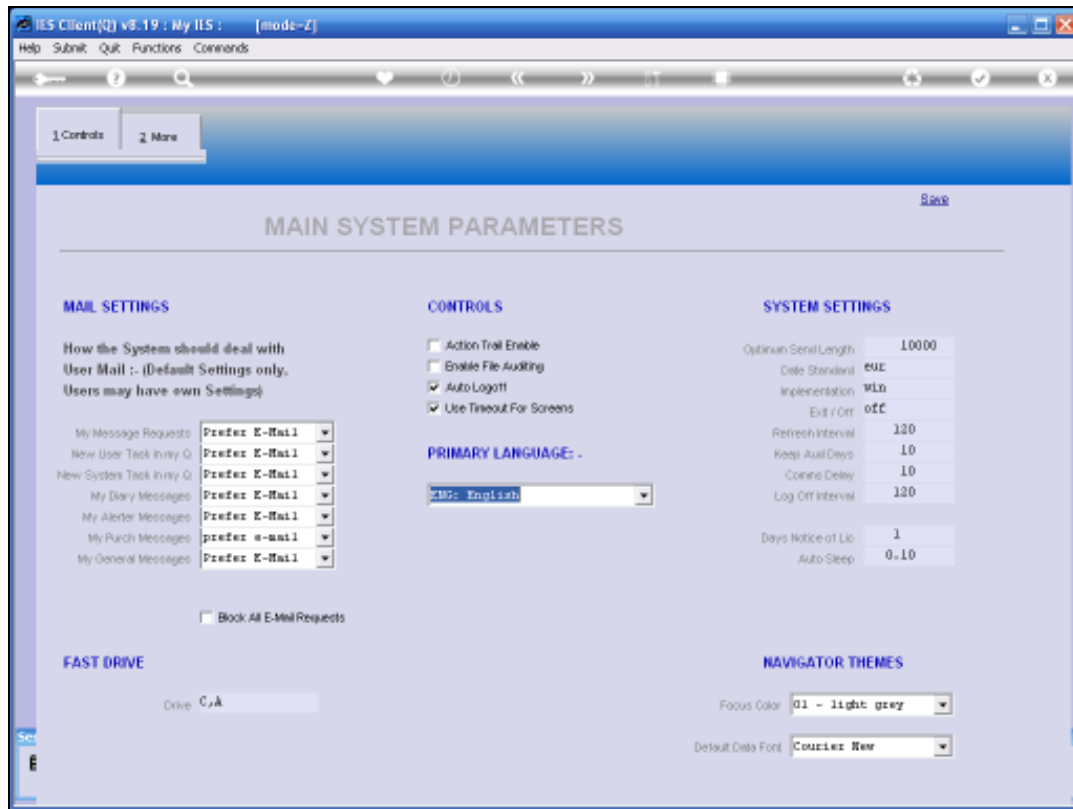 IES Client(Q) v8.19 : My IES : [mode-Z]
Help Submit Quit Functions Commands
1 Controls
2 More
Save
MAIN SYSTEM PARAMETERS
MAIL SETTINGS
How the System should deal with
User Mail :- (Default Settings only,
Users may have own Settings)
My Message Requests Prefer E-Mail
New User Task in my Q Prefer E-Mail
New System Task in my Q Prefer E-Mail
My Diary Messages Prefer E-Mail
My Alerter Messages Prefer E-Mail
My Purch Messages prefer e-mail
My General Messages Prefer E-Mail
Block All E-Mail Requests
FAST DRIVE
Drive C,A
CONTROLS
Action Trail Enable
Enable File Auditing
Auto Logoff
Use Timeout For Screens
PRIMARY LANGUAGE: -
ENG: English
SYSTEM SETTINGS
Optimum Send Length 10000
Date Standard eur
Implementation win
Exit / Off off
Refresh Interval 120
Keep Aud Days 10
Comms Delay 10
Log Off Interval 120
Days Notice of Lic 1
Auto Sleep 0.10
NAVIGATOR THEMES
Focus Color 01 - light grey
Default Data Font Courier New